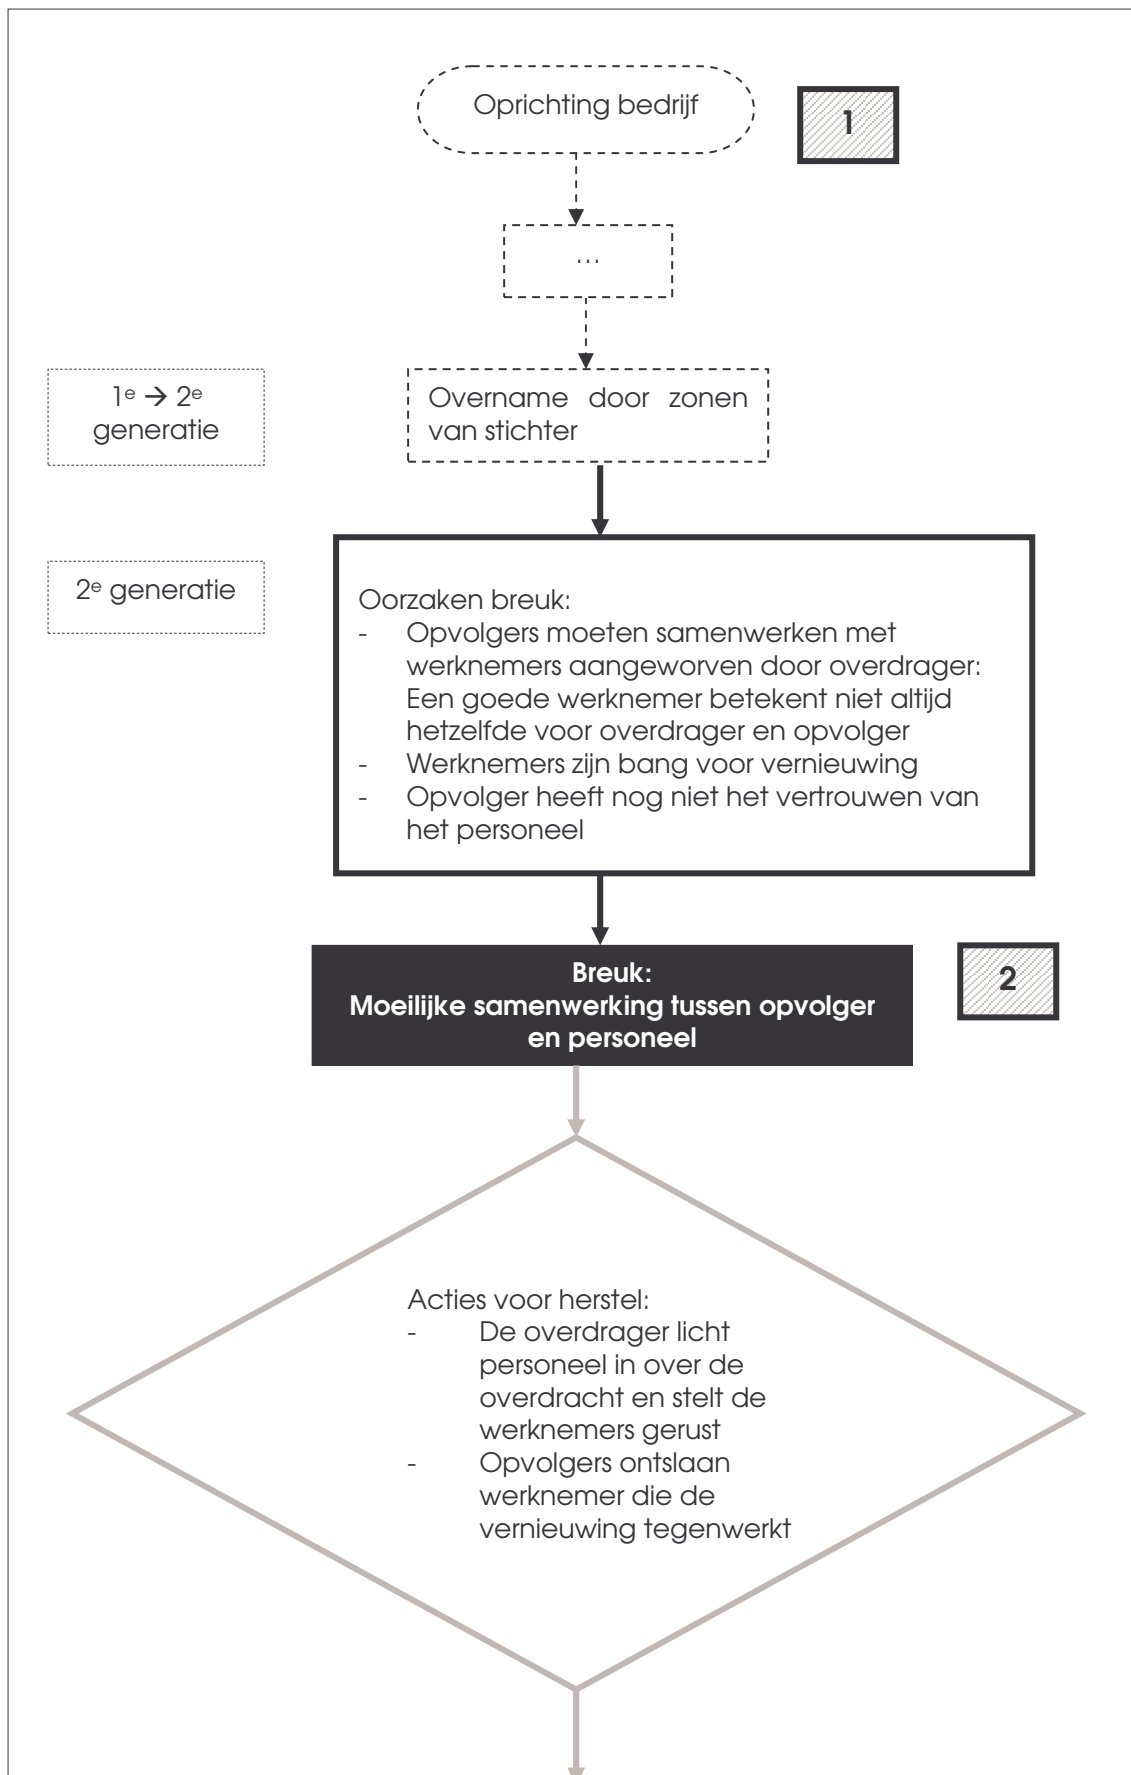 Oprichting bedrijf
1
...
1e → 2e
generatie
Overname door zonen
van stichter
2e generatie
Oorzaken breuk:
- Opvolgers moeten samenwerken met
werknemers aangeworven door overdrager:
Een goede werknemer betekent niet altijd
hetzelfde voor overdrager en opvolger
- Werknemers zijn bang voor vernieuwing
- Opvolger heeft nog niet het vertrouwen van
het personeel
Breuk:
Moeilijke samenwerking tussen opvolger
en personeel
2
Acties voor herstel:
- De overdrager licht
personeel in over de
overdracht en stelt de
werknemers gerust
- Opvolgers ontslaan
werknemer die de
vernieuwing tegenwerkt